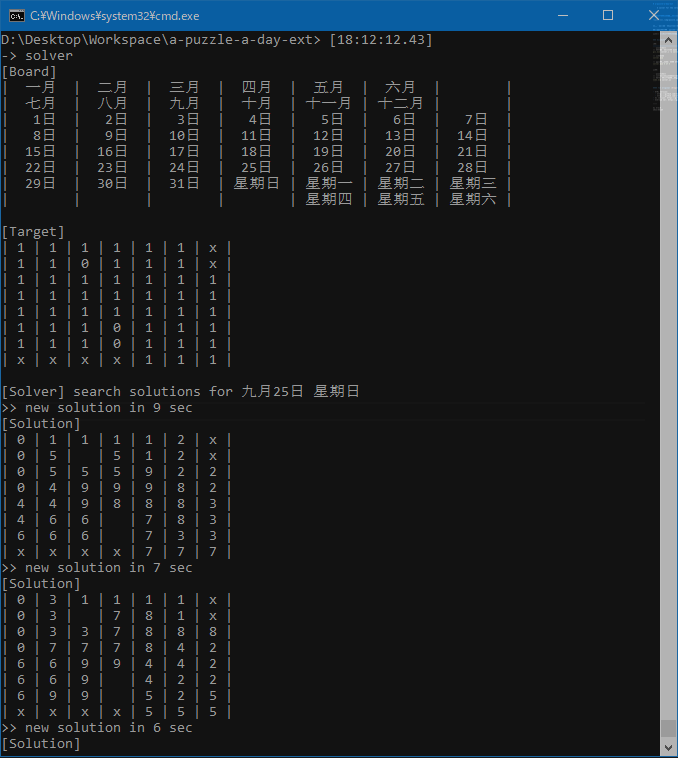 C:\Windows\system32\cmd.exe
D:\Desktop\Workspace\a-puzzle-a-day-ext> [18:12:12.43]
-> solver
[Board]
| 一月 | 二月 | 三月 | 四月 | 五月 | 六月 | |
| 七月 | 八月 | 九月 | 十月 | 十一月 | 十二月 | |
| 1日 | 2日 | 3日 | 4日 | 5日 | 6日 | 7日 |
| 8日 | 9日 | 10日 | 11日 | 12日 | 13日 | 14日 |
| 15日 | 16日 | 17日 | 18日 | 19日 | 20日 | 21日 |
| 22日 | 23日 | 24日 | 25日 | 26日 | 27日 | 28日 |
| 29日 | 30日 | 31日 | 星期日 | 星期一 | 星期二 | 星期三 |
| | | | | 星期四 | 星期五 | 星期六 |
[Target]
| 1 | 1 | 1 | 1 | 1 | 1 | x |
| 1 | 1 | 0 | 1 | 1 | 1 | x |
| 1 | 1 | 1 | 1 | 1 | 1 | 1 |
| 1 | 1 | 1 | 1 | 1 | 1 | 1 |
| 1 | 1 | 1 | 1 | 1 | 1 | 1 |
| 1 | 1 | 1 | 0 | 1 | 1 | 1 |
| 1 | 1 | 1 | 0 | 1 | 1 | 1 |
| x | x | x | x | 1 | 1 | 1 |
[Solver] search solutions for 九月25日 星期日
>> new solution in 9 sec
[Solution]
| 0 | 1 | 1 | 1 | 1 | 2 | x |
| 0 | 5 | | 5 | 1 | 2 | x |
| 0 | 5 | 5 | 5 | 9 | 2 | 2 |
| 0 | 4 | 9 | 9 | 9 | 8 | 2 |
| 4 | 4 | 9 | 8 | 8 | 8 | 3 |
| 4 | 6 | 6 | | 7 | 8 | 3 |
| 6 | 6 | 6 | | 7 | 3 | 3 |
| x | x | x | x | 7 | 7 | 7 |
>> new solution in 7 sec
[Solution]
| 0 | 3 | 1 | 1 | 1 | 1 | x |
| 0 | 3 | | 7 | 8 | 1 | x |
| 0 | 3 | 3 | 7 | 8 | 8 | 8 |
| 0 | 7 | 7 | 7 | 8 | 4 | 2 |
| 6 | 6 | 9 | 9 | 4 | 4 | 2 |
| 6 | 6 | 9 | | 4 | 2 | 2 |
| 6 | 9 | 9 | | 5 | 2 | 5 |
| x | x | x | x | 5 | 5 | 5 |
>> new solution in 6 sec
[Solution]